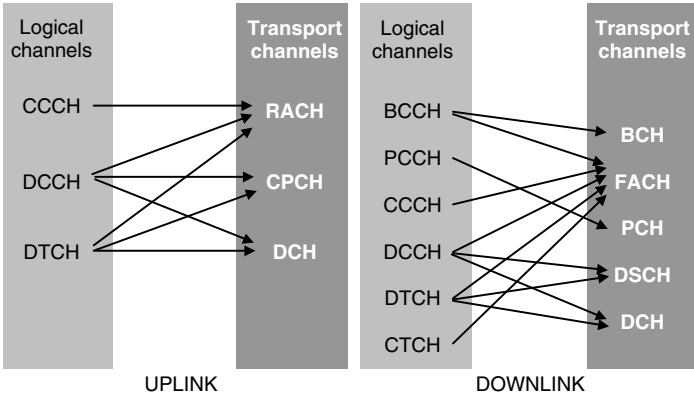 Logical
channels
Transport
channels
CCCH
DCCH
DTCH
RACH
CPCH
DCH
UPLINK
Logical
channels
Transport
channels
BCCH
PCCH
CCCH
DCCH
DTCH
CTCH
BCH
FACH
PCH
DSCH
DCH
DOWNLINK